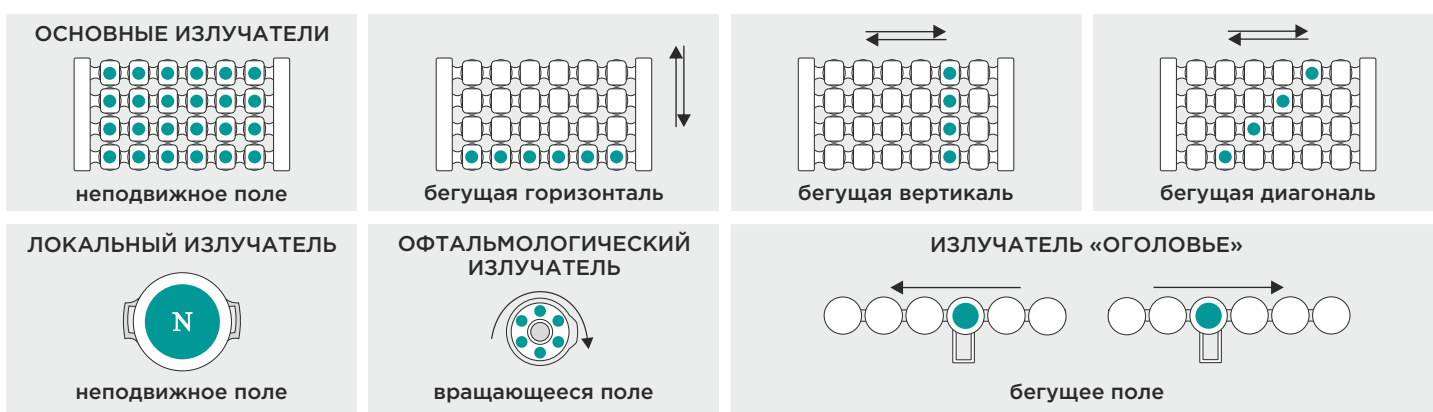 ОСНОВНЫЕ ИЗЛУЧАТЕЛИ
неподвижное поле
бегущая горизонталь
бегущая вертикаль
бегущая диагональ
ЛОКАЛЬНЫЙ ИЗЛУЧАТЕЛЬ
N
неподвижное поле
ОФТАЛЬМОЛОГИЧЕСКИЙ
ИЗЛУЧАТЕЛЬ
вращающееся поле
ИЗЛУЧАТЕЛЬ «ОГОЛОВЬЕ»
бегущее поле